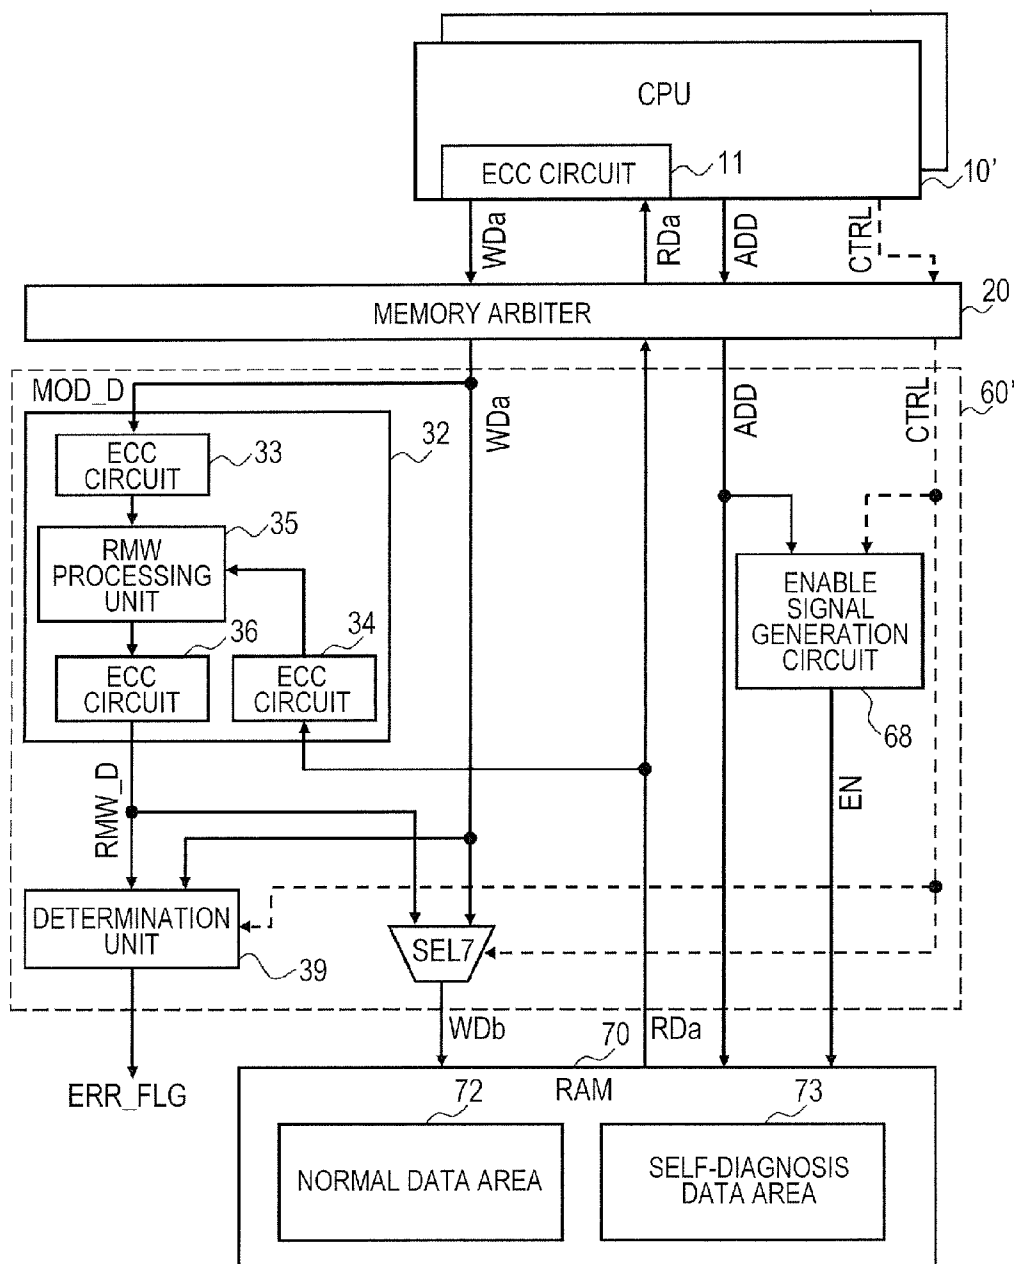 CPU
ECC CIRCUIT
11
10'
WDa
RDa
ADD
CTRL
20
MEMORY ARBITER
MOD_D
WDa
ADD
CTRL
60'
32
ECC
CIRCUIT
33
35
RMW
PROCESSING
UNIT
ENABLE
SIGNAL
GENERATION
CIRCUIT
36
34
ECC
CIRCUIT
ECC
CIRCUIT
68
RMW_D
EN
DETERMINATION
UNIT
39
SEL7
WDb
70
RDa
ERR_FLG
RAM
72
73
NORMAL DATA AREA
SELF-DIAGNOSIS
DATA AREA